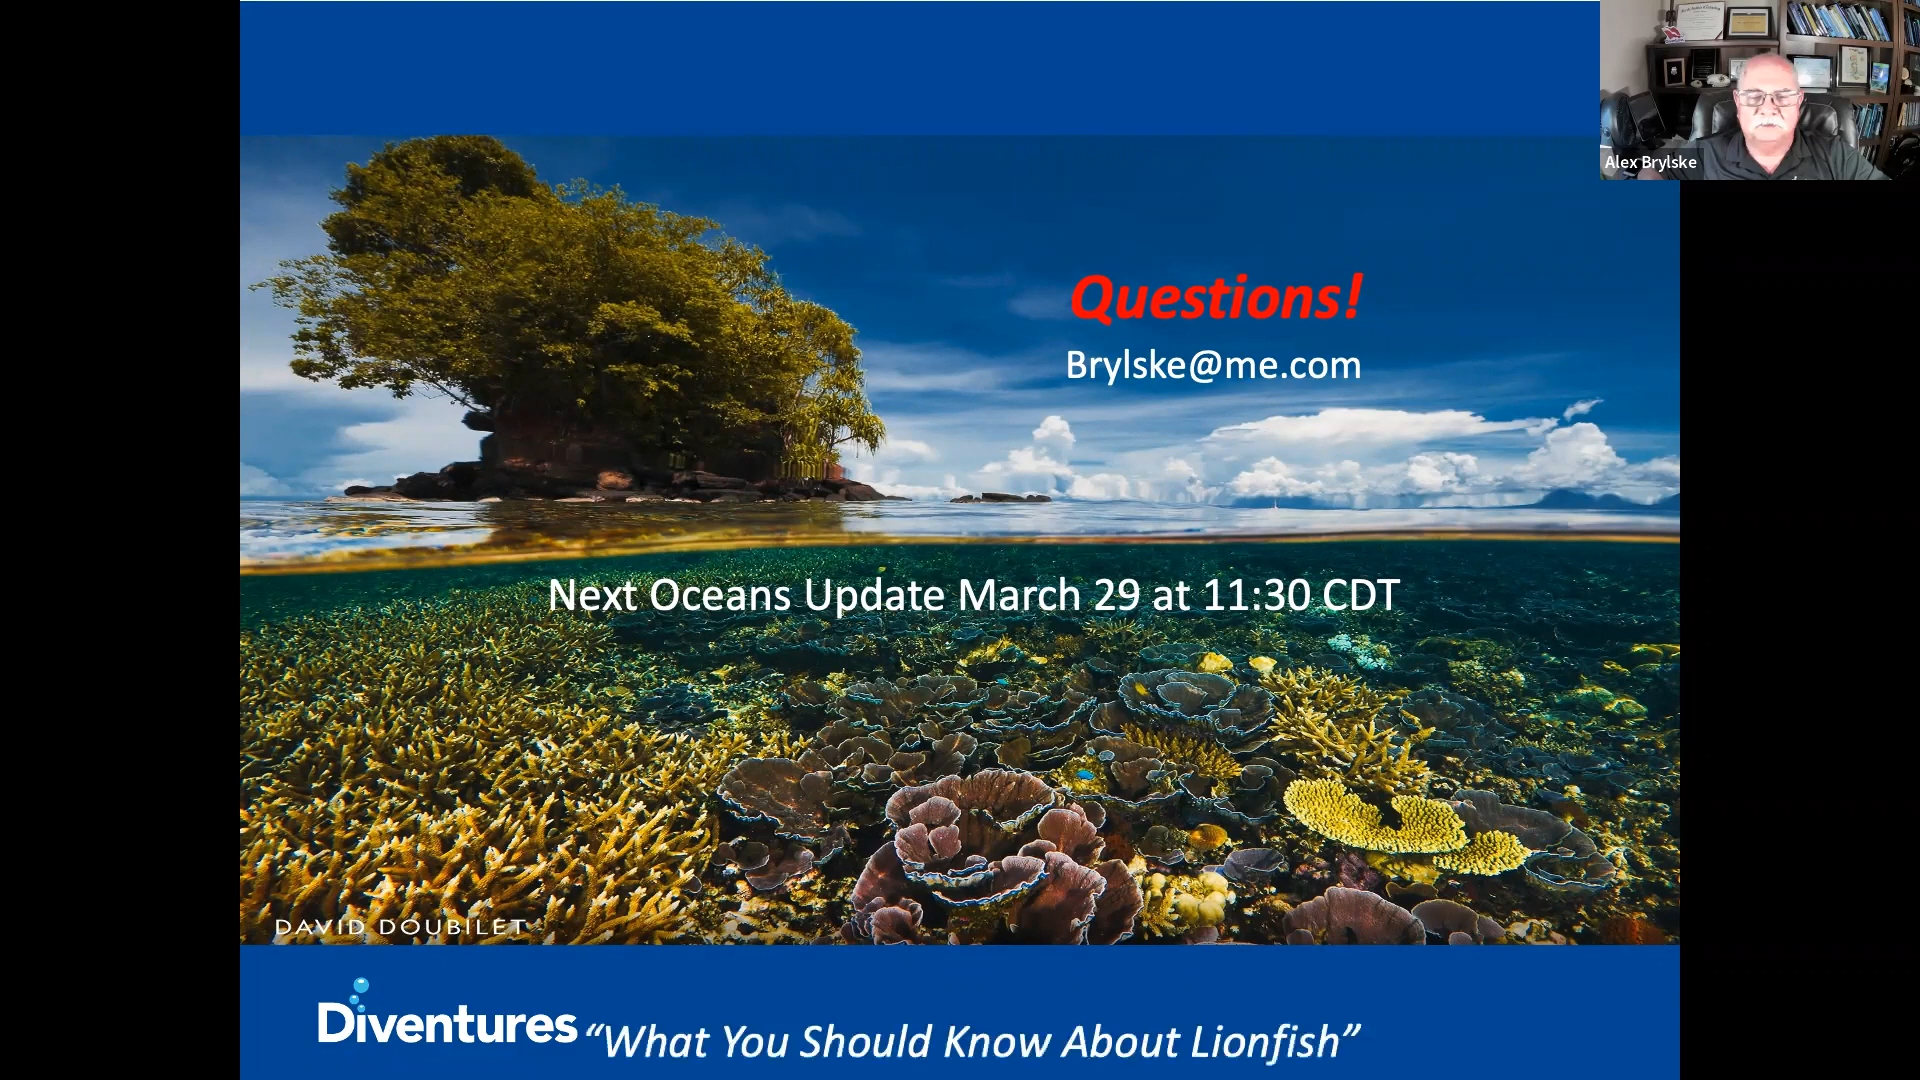 Alex Brylske
Questions!
Brylske@me.com
Next Oceans Update March 29 at 11:30 CDT
DAVID DOUBILET
Diventures
“What You Should Know About Lionfish”